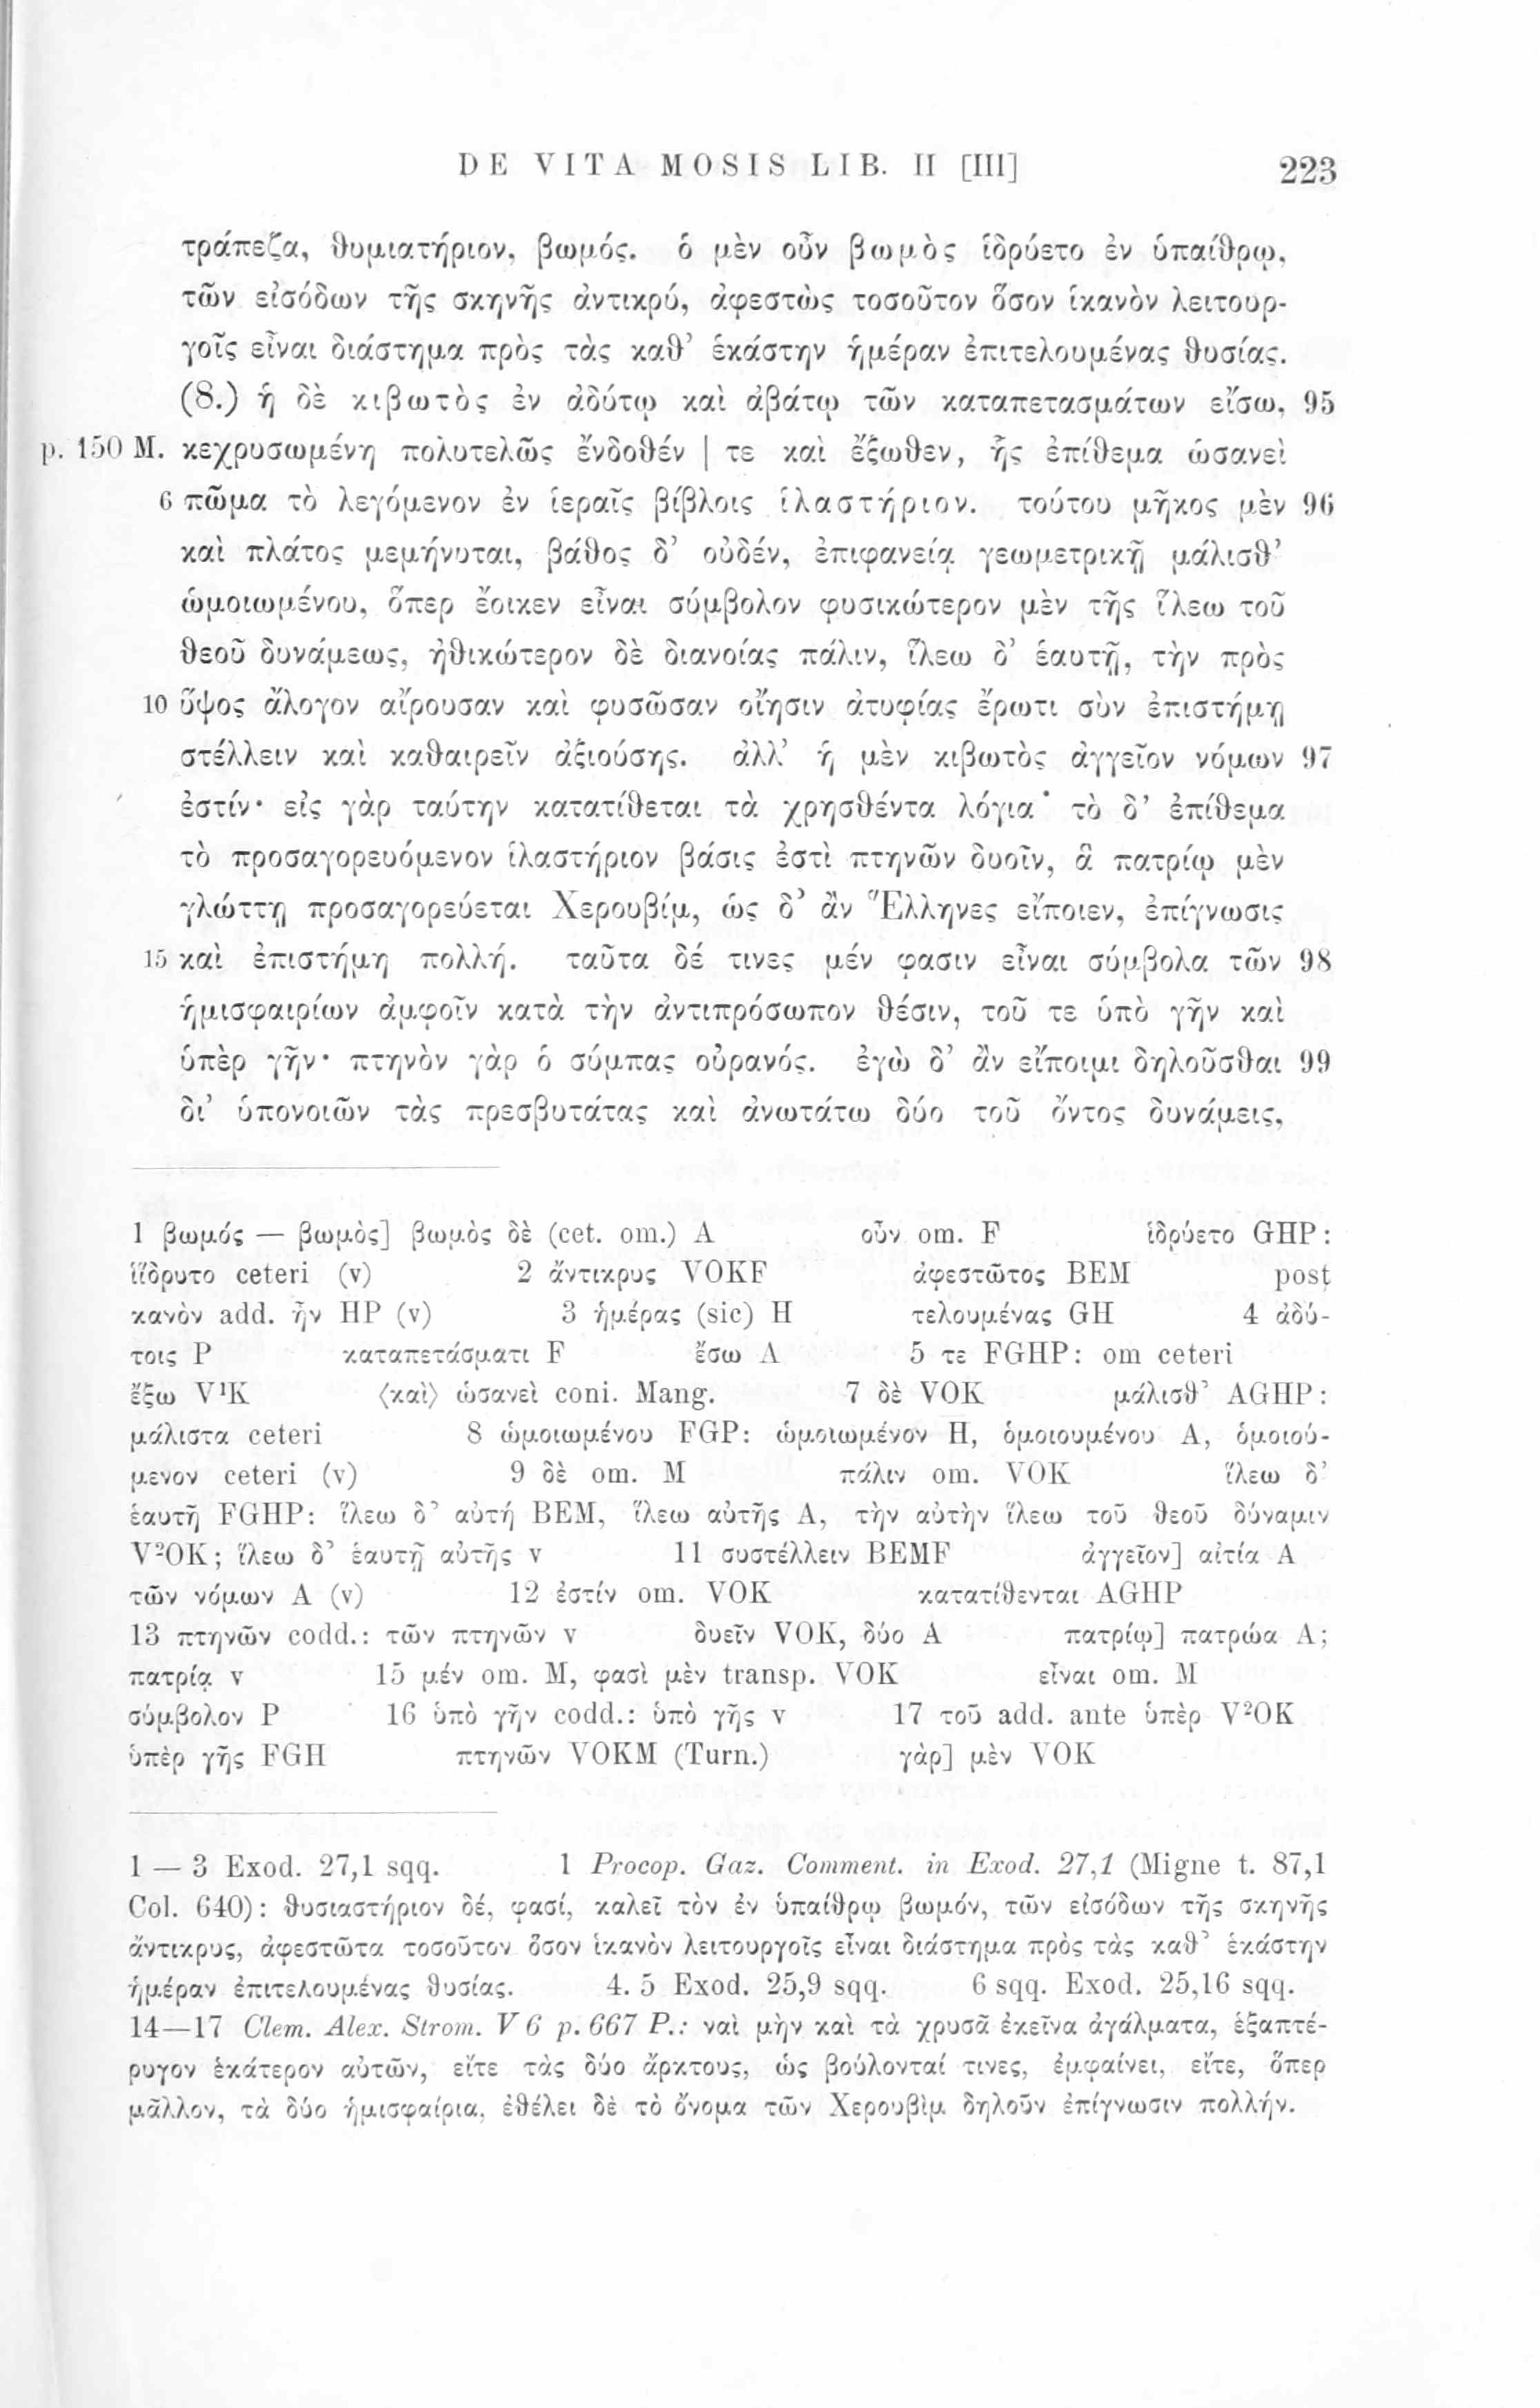 DE VITA MOSIS LIB. II [III] 223
τράπεζα, θυμιατήριον, βωμός. ὁ μὲν οὖν βωμὸς ἱδρύετο ἐν ὑπαίθρῳ,
τῶν εἰσόδων τῆς σκηνῆς ἀντικρύ, ἀφεστὼς τοσοῦτον ὅσον ἱκανὸν λειτουρ-
γοῖς εἶναι διάστημα πρὸς τὰς καθ’ ἑκάστην ἡμέραν ἐπιτελουμένας θυσίας.
(8.) ἡ δὲ κιβωτὸς ἐν ἀδύτῳ καὶ ἀβάτῳ τῶν καταπετασμάτων εἴσω, 95
p. 150 M. κεχρυσωμένη πολυτελῶς ἔνδοθέν | τε καὶ ἔξωθεν, ἧς ἐπίθεμα ὡσανεὶ
6 πῶμα τὸ λεγόμενον ἐν ἱεραῖς βίβλοις ἱλαστήριον. τούτου μῆκος μὲν 96
καὶ πλάτος μεμήνυται, βάθος δ’ οὐδέν, ἐπιφανείᾳ γεωμετρικῇ μάλισθ’
ὡμοιωμένου, ὅπερ ἔοικεν εἶναι σύμβολον φυσικώτερον μὲν τῆς ἵλεω τοῦ
θεοῦ δυνάμεως, ἠθικώτερον δὲ διανοίας πάλιν, ἵλεω δ’ ἑαυτῇ, τὴν πρὸς
10 ὕψος ἄλογον αἴρουσαν καὶ φυσῶσαν οἴησιν ἀτυφίας ἔρωτι σὺν ἐπιστήμῃ
στέλλειν καὶ καθαιρεῖν ἀξιούσης. ἀλλ’ ἡ μὲν κιβωτὸς ἀγγεῖον νόμων 97
ἐστίν· εἰς γὰρ ταύτην κατατίθεται τὰ χρησθέντα λόγια· τὸ δ’ ἐπίθεμα
τὸ προσαγορευόμενον ἱλαστήριον βάσις ἐστὶ πτηνῶν δυοῖν, ἃ πατρίῳ μὲν
γλώττῃ προσαγορεύεται Χερουβίμ, ὡς δ’ ἂν Ἕλληνες εἴποιεν, ἐπίγνωσις
15 καὶ ἐπιστήμη πολλή. ταῦτα δέ τινες μέν φασιν εἶναι σύμβολα τῶν 98
ἡμισφαιρίων ἀμφοῖν κατὰ τὴν ἀντιπρόσωπον θέσιν, τοῦ τε ὑπὸ γῆν καὶ
ὑπὲρ γῆν· πτηνὸν γὰρ ὁ σύμπας οὐρανός. ἐγὼ δ’ ἂν εἴποιμι δηλοῦσθαι 99
δι’ ὑπονοιῶν τὰς πρεσβυτάτας καὶ ἀνωτάτω δύο τοῦ ὄντος δυνάμεις,
1 βωμός — βωμὸς] βωμὸς δὲ (cet. om.) A οὖν om. F ἱδρύετο GHP:
ἵδρυτο ceteri (v) 2 ἄντικρυς VOKF ἀφεστῶτος BEM post
κανὸν add. ἦν HP (v) 3 ἡμέρας (sic) H τελουμένας GH 4 ἀδύ-
τοις P καταπετάσματι F ἔσω A 5 τε FGHP: om ceteri
ἔξω V¹K ⟨καὶ⟩ ὡσανεὶ coni. Mang. 7 δὲ VOK μάλισθ’ AGHP:
μάλιστα ceteri 8 ὡμοιωμένου FGP: ὡμοιωμένον H, ὁμοιουμένου A, ὁμοιού-
μενον ceteri (v) 9 δὲ om. M πάλιν om. VOK ἵλεω δ’
ἑαυτῇ FGHP: ἵλεω δ’ αὐτή BEM, ἵλεω αὐτῆς A, τὴν αὐτὴν ἵλεω τοῦ θεοῦ δύναμιν
V²OK; ἵλεω δ’ ἑαυτῇ αὐτῆς v 11 συστέλλειν BEMF ἀγγεῖον] αἰτία A
τῶν νόμων A (v) 12 ἐστίν om. VOK κατατίθενται AGHP
13 πτηνῶν codd.: τῶν πτηνῶν v δυεῖν VOK, δύο A πατρίῳ] πατρώα A;
πατρίᾳ v 15 μέν om. M, φασὶ μὲν transp. VOK εἶναι om. M
σύμβολον P 16 ὑπὸ γῆν codd.: ὑπὸ γῆς v 17 τοῦ add. ante ὑπὲρ V²OK
ὑπὲρ γῆς FGH πτηνῶν VOKM (Turn.) γὰρ] μὲν VOK
1 — 3 Exod. 27,1 sqq. 1 Procop. Gaz. Comment. in Exod. 27,1 (Migne t. 87,1
Col. 640): θυσιαστήριον δέ, φασί, καλεῖ τὸν ἐν ὑπαίθρῳ βωμόν, τῶν εἰσόδων τῆς σκηνῆς
ἄντικρυς, ἀφεστῶτα τοσοῦτον ὅσον ἱκανὸν λειτουργοῖς εἶναι διάστημα πρὸς τὰς καθ’ ἑκάστην
ἡμέραν ἐπιτελουμένας θυσίας. 4. 5 Exod. 25,9 sqq. 6 sqq. Exod. 25,16 sqq.
14—17 Clem. Alex. Strom. V 6 p. 667 P.: ναὶ μὴν καὶ τὰ χρυσᾶ ἐκεῖνα ἀγάλματα, ἑξαπτέ-
ρυγον ἑκάτερον αὐτῶν, εἴτε τὰς δύο ἄρκτους, ὡς βούλονταί τινες, ἐμφαίνει, εἴτε, ὅπερ
μᾶλλον, τὰ δύο ἡμισφαίρια, ἐθέλει δὲ τὸ ὄνομα τῶν Χερουβὶμ δηλοῦν ἐπίγνωσιν πολλήν.